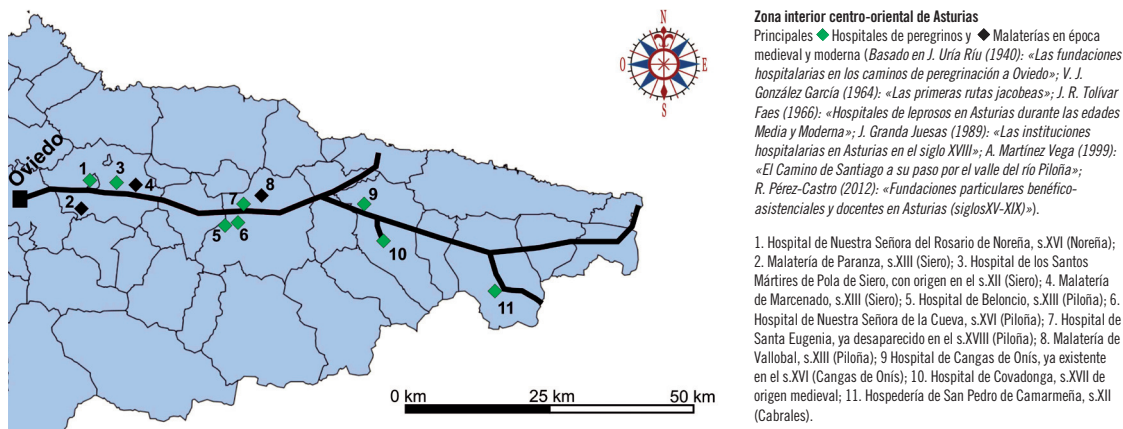 Oviedo
1
2
3
4
5
6
7
8
9
10
11
N
O
E
S
0 km
25 km
50 km
Zona interior centro-oriental de Asturias
Principales Hospitales de peregrinos y Malaterías en época
medieval y moderna (Basado en J. Uría Ríu (1940): «Las fundaciones
hospitalarias en los caminos de peregrinación a Oviedo»; V. J.
González García (1964): «Las primeras rutas jacobeas»; J. R. Tolívar
Faes (1966): «Hospitales de leprosos en Asturias durante las edades
Media y Moderna»; J. Granda Juesas (1989): «Las instituciones
hospitalarias en Asturias en el siglo XVIII»; A. Martínez Vega (1999):
«El Camino de Santiago a su paso por el valle del río Piloña»;
R. Pérez-Castro (2012): «Fundaciones particulares benéfico-
asistenciales y docentes en Asturias (siglosXV-XIX)»).
1. Hospital de Nuestra Señora del Rosario de Noreña, s.XVI (Noreña);
2. Malatería de Paranza, s.XIII (Siero); 3. Hospital de los Santos
Mártires de Pola de Siero, con origen en el s.XII (Siero); 4. Malatería
de Marcenado, s.XIII (Siero); 5. Hospital de Beloncio, s.XIII (Piloña); 6.
Hospital de Nuestra Señora de la Cueva, s.XVI (Piloña); 7. Hospital de
Santa Eugenia, ya desaparecido en el s.XVIII (Piloña); 8. Malatería de
Vallobal, s.XIII (Piloña); 9 Hospital de Cangas de Onís, ya existente
en el s.XVI (Cangas de Onís); 10. Hospital de Covadonga, s.XVII de
origen medieval; 11. Hospedería de San Pedro de Camarmeña, s.XII
(Cabrales).